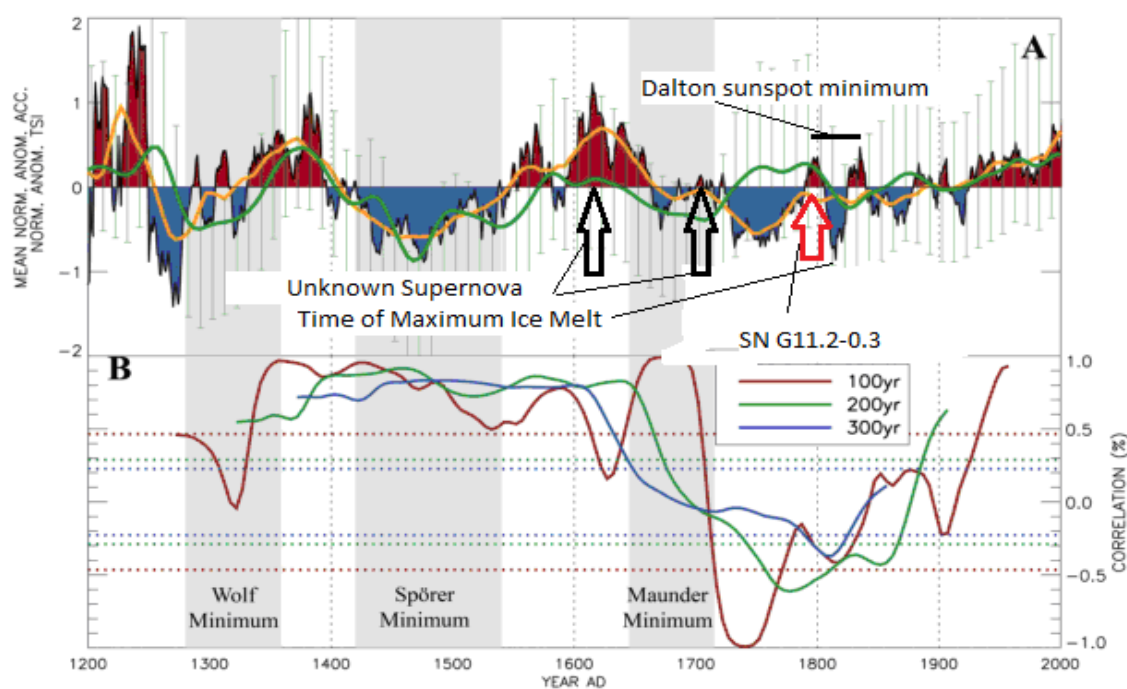 2
A
Dalton sunspot minimum
1
0
-1
-2
MEAN NORM. ANOM. ACC.
NORM. ANOM. TSI
Unknown Supernova
Time of Maximum Ice Melt
SN G11.2-0.3
B
100yr
200yr
300yr
1.0
0.5
0.0
-0.5
-1.0
CORRELATION (%)
Wolf
Minimum
Spörer
Minimum
Maunder
Minimum
1200 1300 1400 1500 1600 1700 1800 1900 2000
YEAR AD